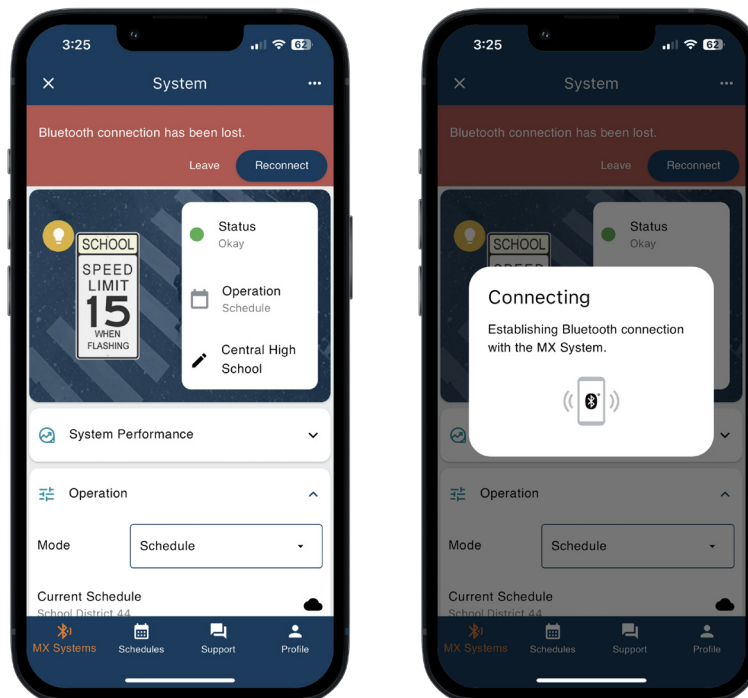 3:25
62
System
Bluetooth connection has been lost.
Leave
Reconnect
SCHOOL
SPEED
LIMIT
15
WHEN
FLASHING
Status
Okay
Operation
Schedule
Central High
School
System Performance
Operation
Mode
Schedule
Current Schedule
School District 44
MX Systems
Schedules
Support
Profile
3:25
62
System
Bluetooth connection has been lost.
Leave
Reconnect
SCHOOL
SPEED
Status
Okay
Connecting
Establishing Bluetooth connection
with the MX System.
Operation
Mode
Schedule
Current Schedule
School District 44
MX Systems
Schedules
Support
Profile